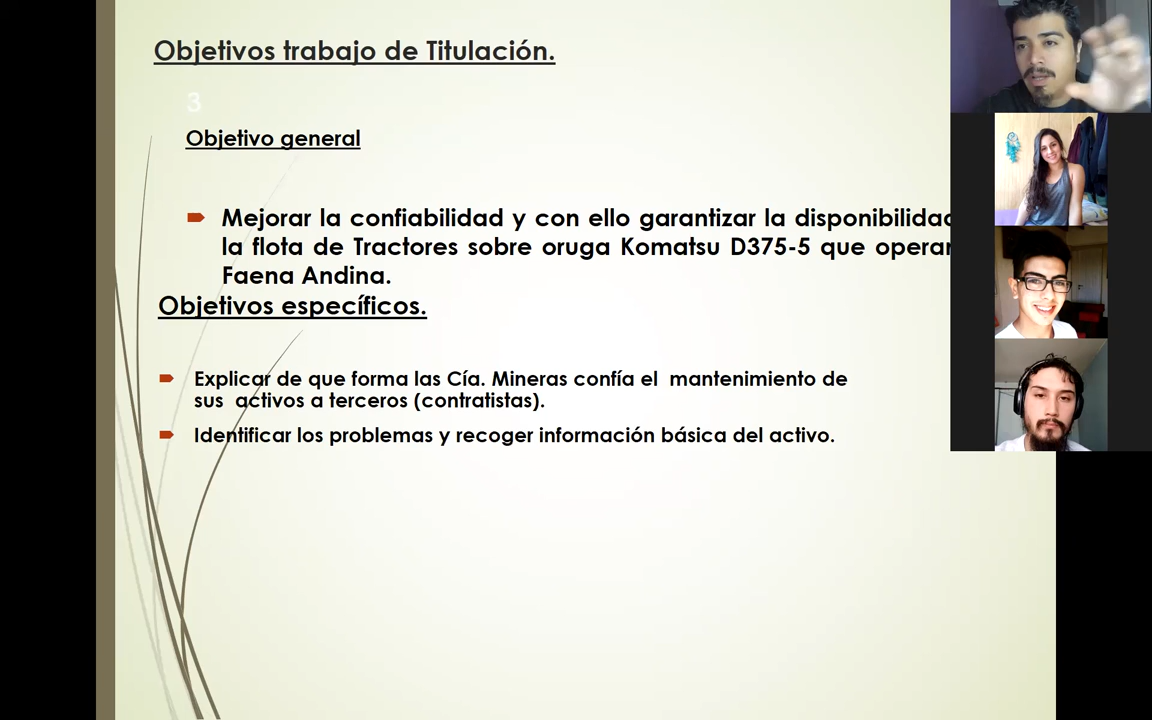 Objetivos trabajo de Titulación.
3
Objetivo general
Mejorar la confiabilidad y con ello garantizar la
la flota de Tractores sobre oruga Komatsu D375-5 que
Faena Andina.
Objetivos específicos.
Explicar de que forma las Cía. Mineras confía el mantenimiento de
sus activos a terceros (contratistas).
Identificar los problemas y recoger información básica del activo.